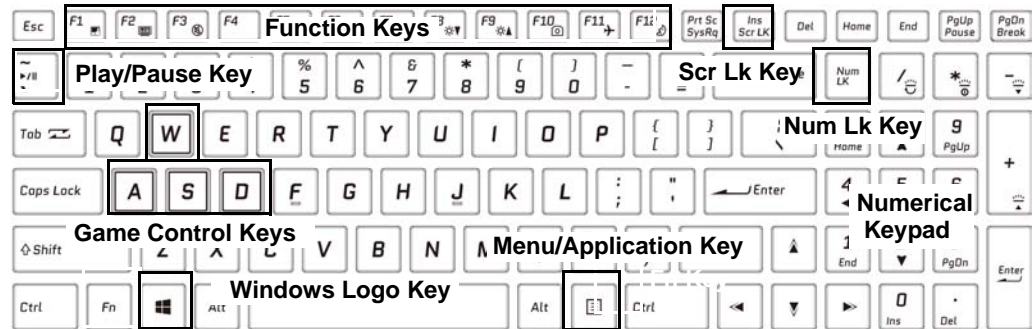 Esc F1 F2 F3 F4 Function Keys F9 F10 F11 F12 Prt Sc SysRq Ins Scr LK Del Home End PgUp Pause PgDn Break
~ Play/Pause Key % 5 ^ 6 & 7 * 8 ( 9 ) 0 _ - = Scr Lk Key Num LK / * -
Tab Q W E R T Y U I O P { [ } ] \ Num Lk Key Home 9 PgUp +
Caps Lock A S D F G H J K L : ; " ' Enter 4 5 6 Numerical Keypad
Shift Game Control Keys Z X C V B N M Menu/Application Key 1 End PgDn Enter
Ctrl Fn Windows Logo Key Alt Alt Ctrl 0 Ins . Del